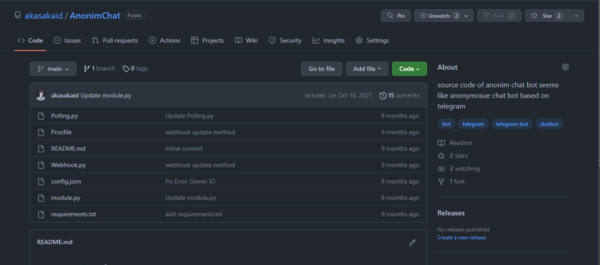 akasakaid / AnonimChat Public
Pin Unwatch 2 Fork Star 2
Code Issues Pull requests Actions Projects Wiki Security Insights Settings
main 1 branch 0 tags Go to file Add file Code
akasakaid Update module.py on Oct 18, 2021 15 commits
Polling.py Update Polling.py 8 months ago
Procfile webhook update method 9 months ago
README.md Initial commit 9 months ago
Webhook.py webhook update method 9 months ago
config.json Fix Error Owner ID 9 months ago
module.py Update module.py 8 months ago
requirements.txt add requirements.txt 9 months ago
README.md
About
source code of anonim chat bot seems
like anonymosue chat bot based on
telegram
bot telegram telegram-bot chatbot
Readme
2 stars
2 watching
1 fork
Releases
No releases published
Create a new release